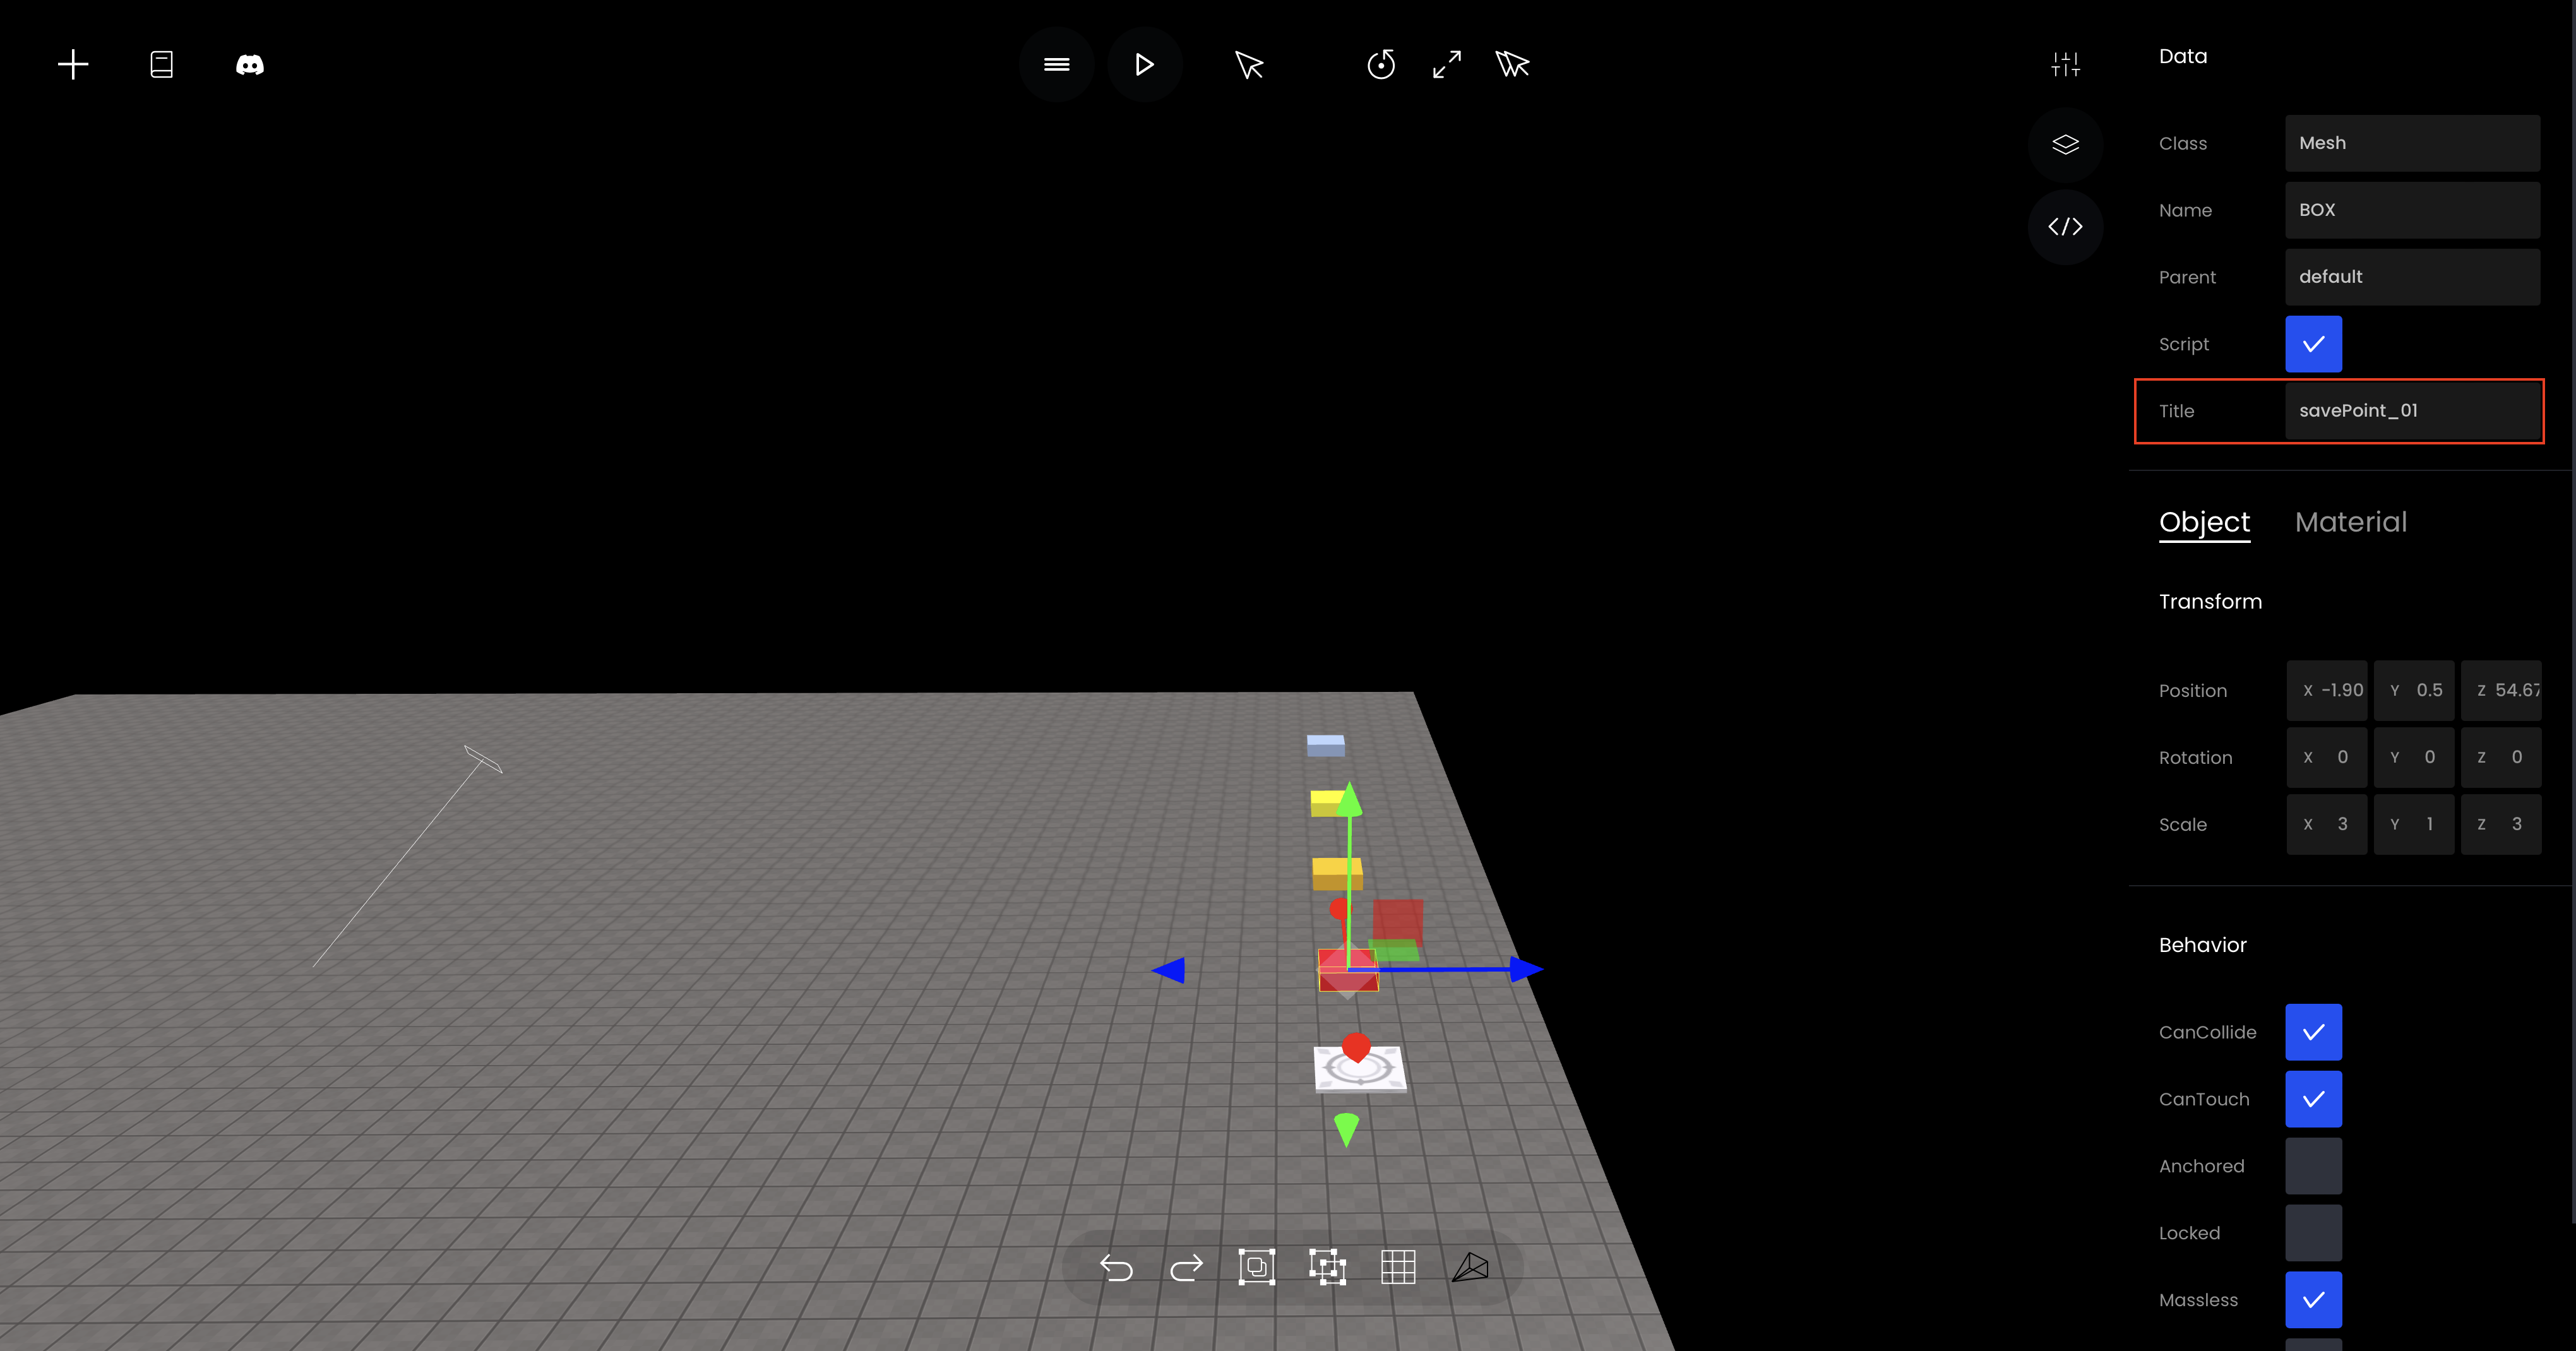 Data
Class Mesh
Name BOX
Parent default
Script
Title savePoint_01
Object Material
Transform
Position X -1.90 Y 0.5 Z 54.67
Rotation X 0 Y 0 Z 0
Scale X 3 Y 1 Z 3
Behavior
CanCollide
CanTouch
Anchored
Locked
Massless